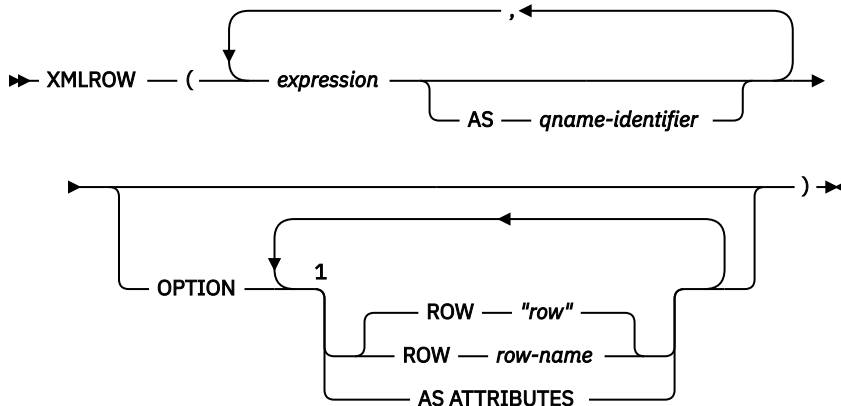 ,
XMLROW ( expression
AS qname-identifier
)
1
OPTION
ROW "row"
ROW row-name
AS ATTRIBUTES